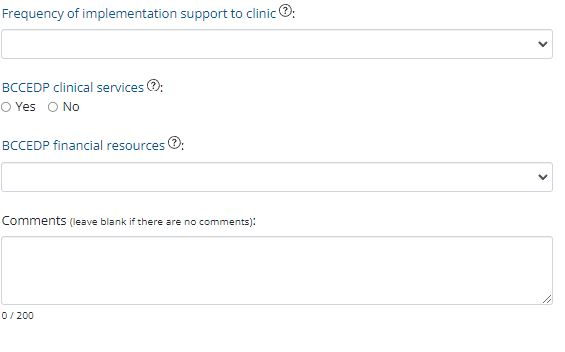 Frequency of implementation support to clinic ?:
BCCEDP clinical services ?:
Yes No
BCCEDP financial resources ?:
Comments (leave blank if there are no comments):
0 / 200